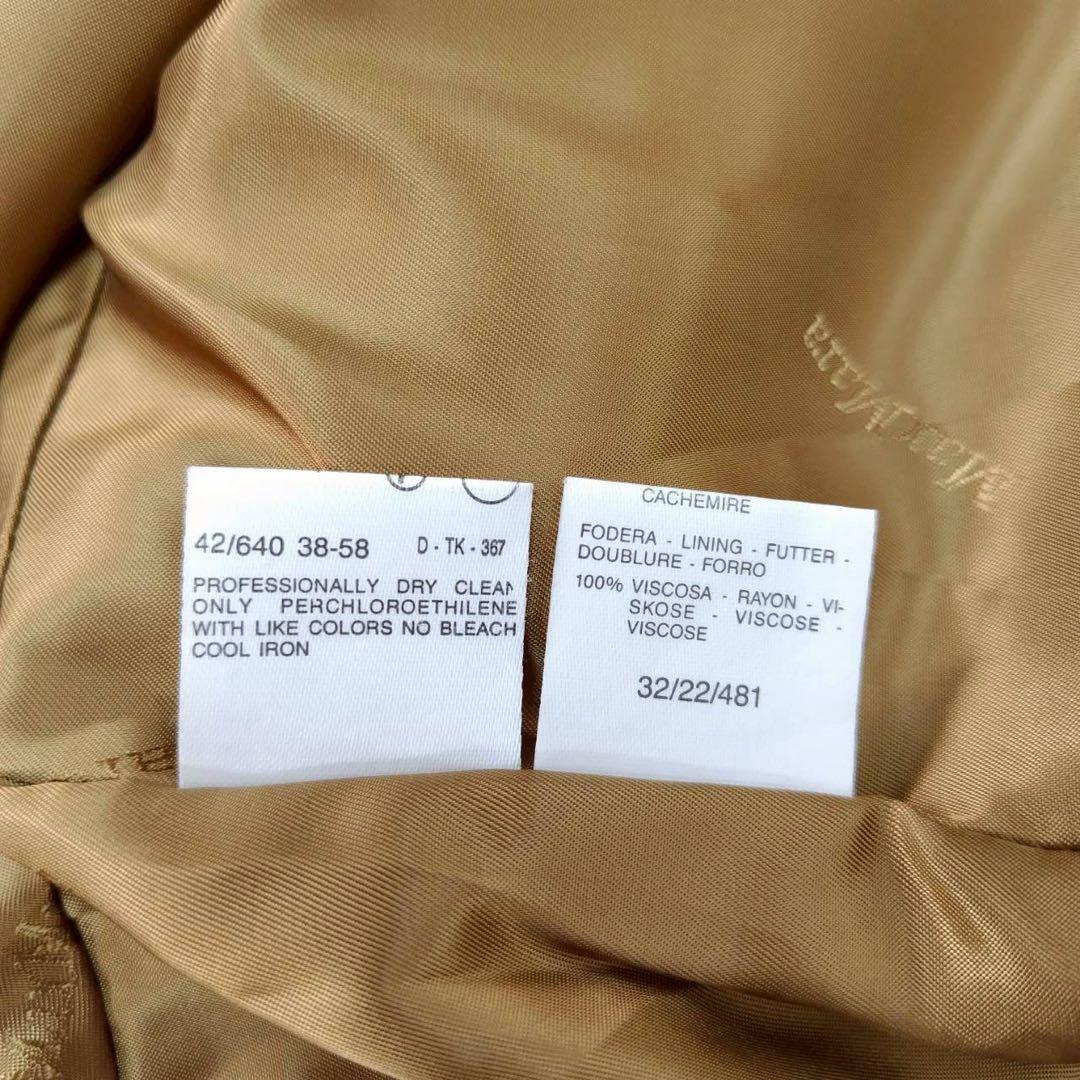 MaxMara
P
42/640 38-58 D - TK - 367
PROFESSIONALLY DRY CLEAN
ONLY PERCHLOROETHILENE
WITH LIKE COLORS NO BLEACH
COOL IRON
CACHEMIRE
FODERA - LINING - FUTTER -
DOUBLURE - FORRO
100% VISCOSA - RAYON - VI-
SKOSE - VISCOSE -
VISCOSE
32/22/481